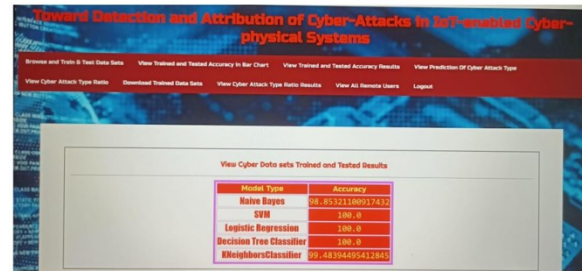 Toward Detection and Attribution of Cyber-Attacks in IoT-enabled Cyber-
physical Systems
Browse and Train & Test Data Sets View Trained and Tested Accuracy in Bar Chart View Trained and Tested Accuracy Results View Prediction Of Cyber Attack Type
View Cyber Attack Type Ratio Download Trained Data Sets View Cyber Attack Type Ratio Results View All Remote Users Logout
View Cyber Data sets Trained and Tested Results
Model Type Accuracy
Naive Bayes 98.85321100917432
SVM 100.0
Logistic Regression 100.0
Decision Tree Classifier 100.0
KNeighborsClassifier 99.48394495412845